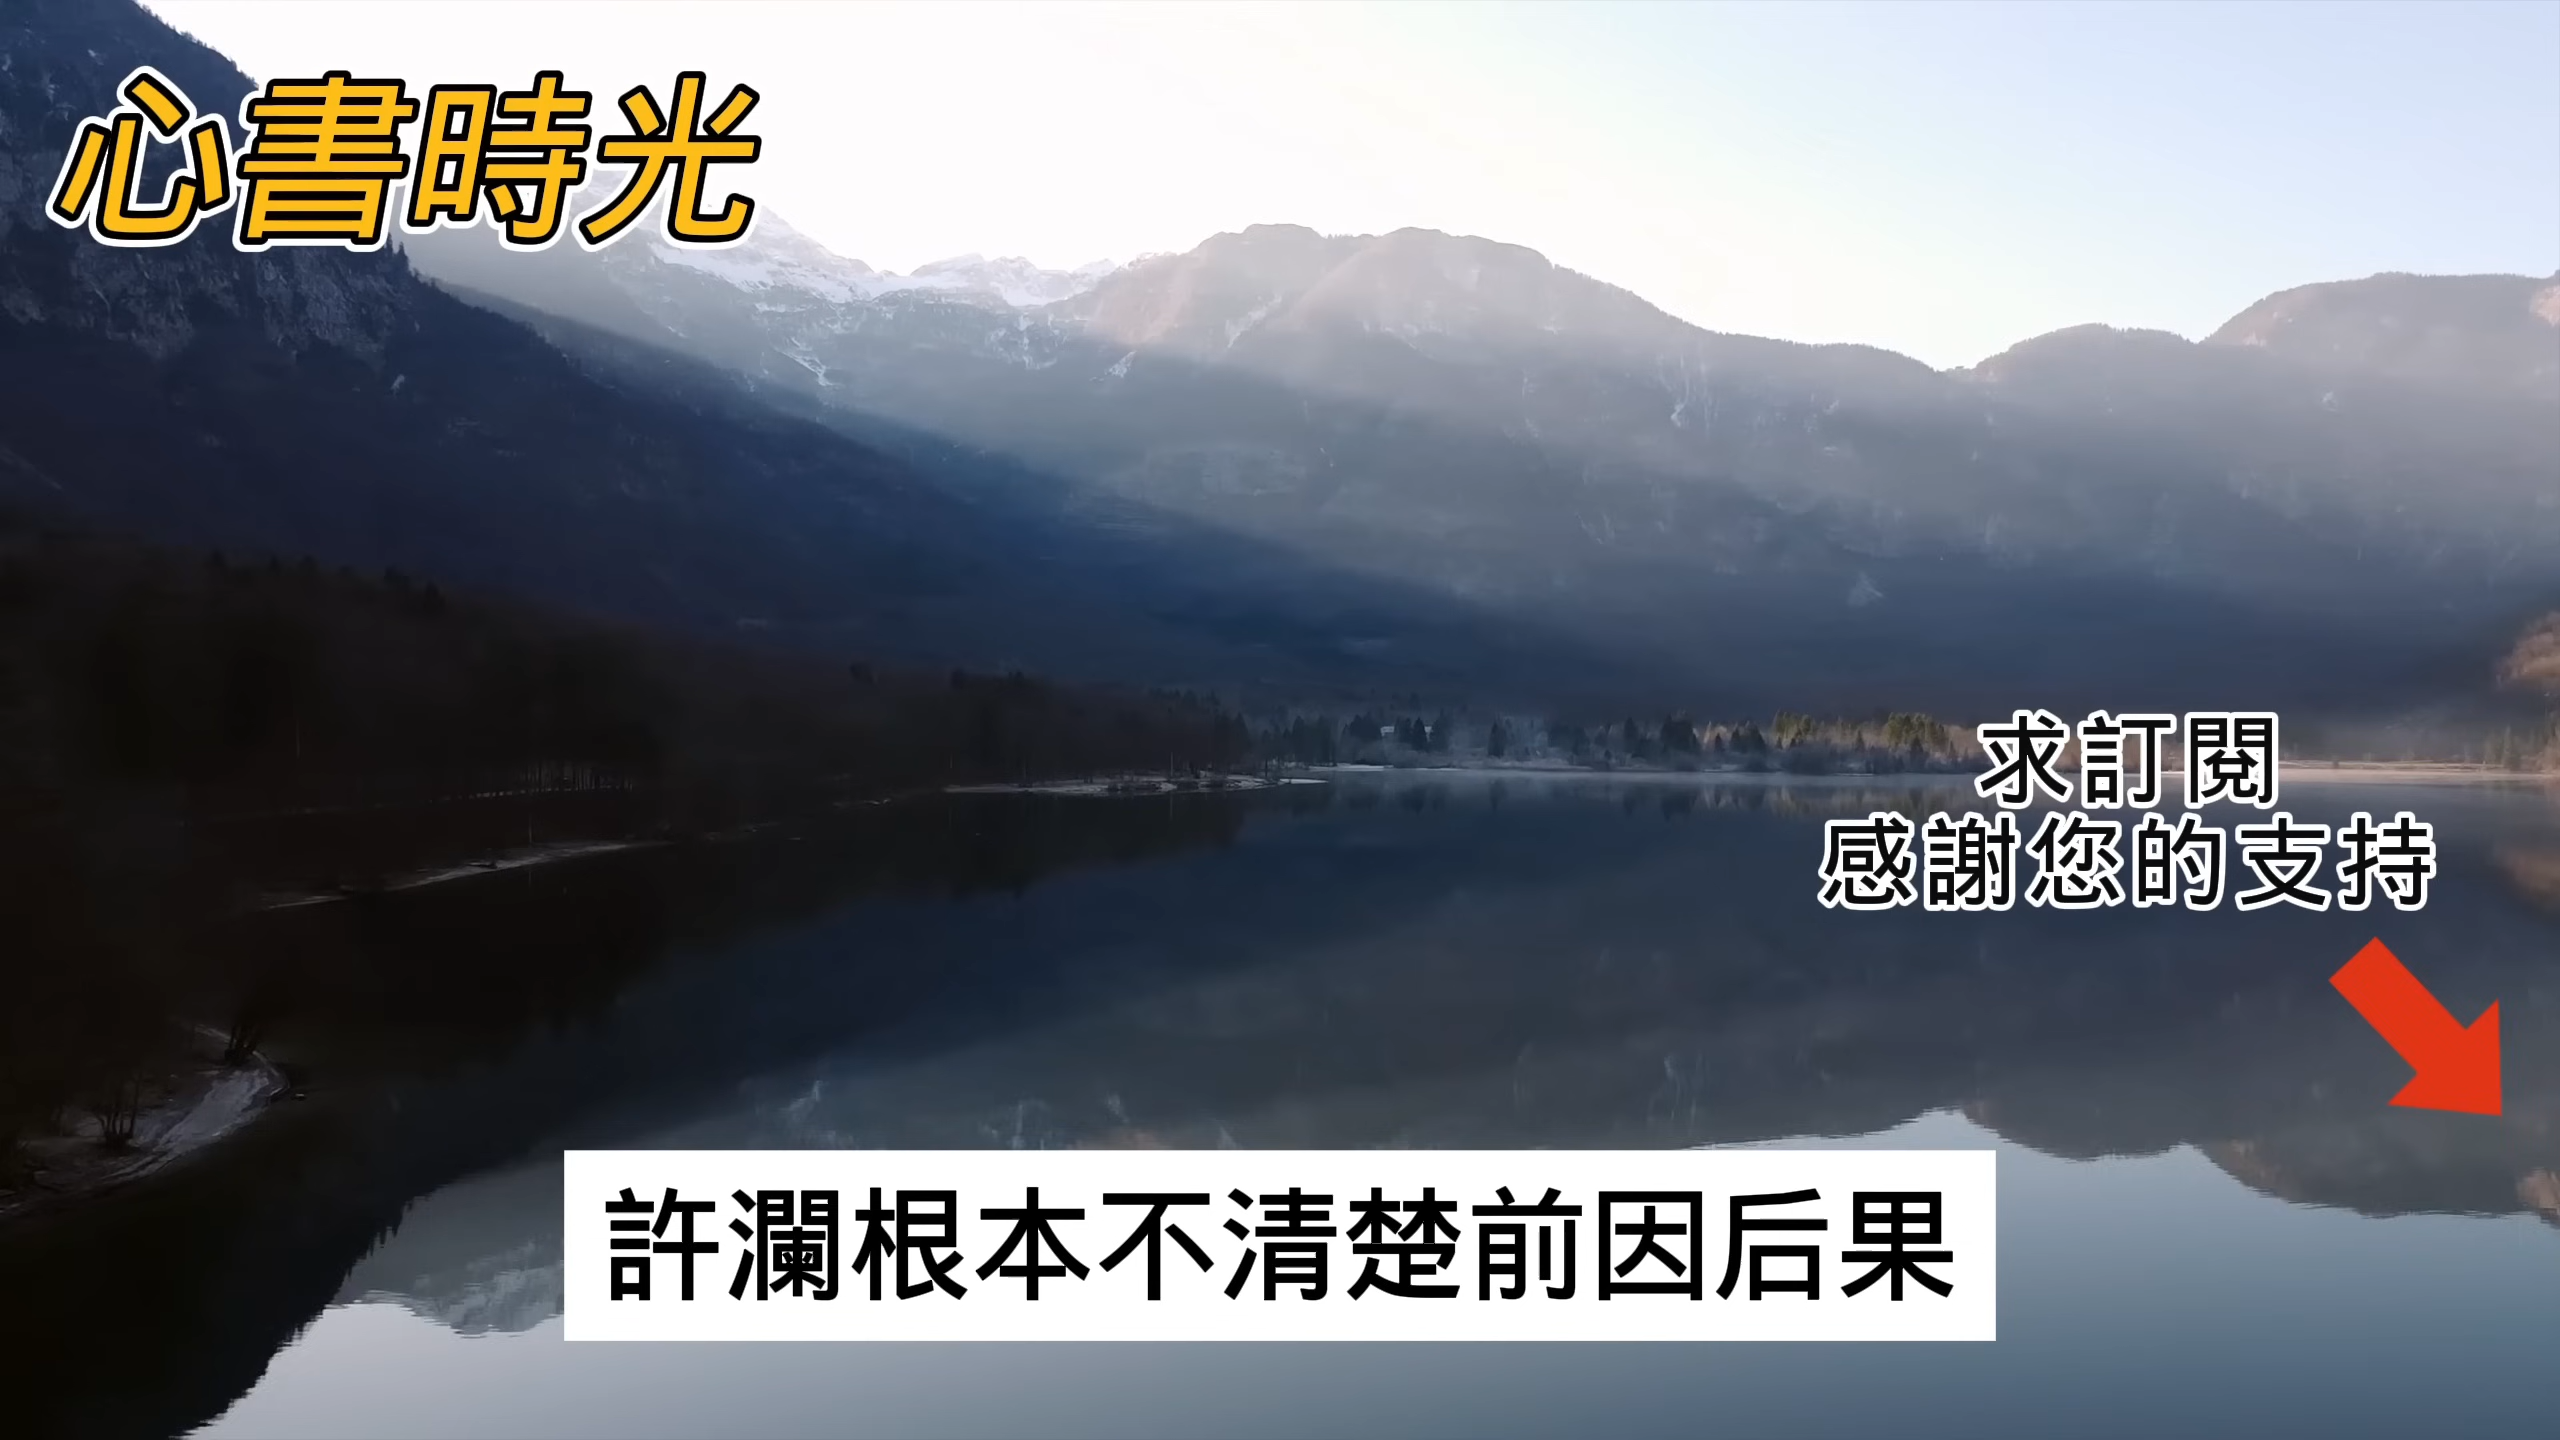 心書時光
求訂閱
感謝您的支持
許瀾根本不清楚前因后果